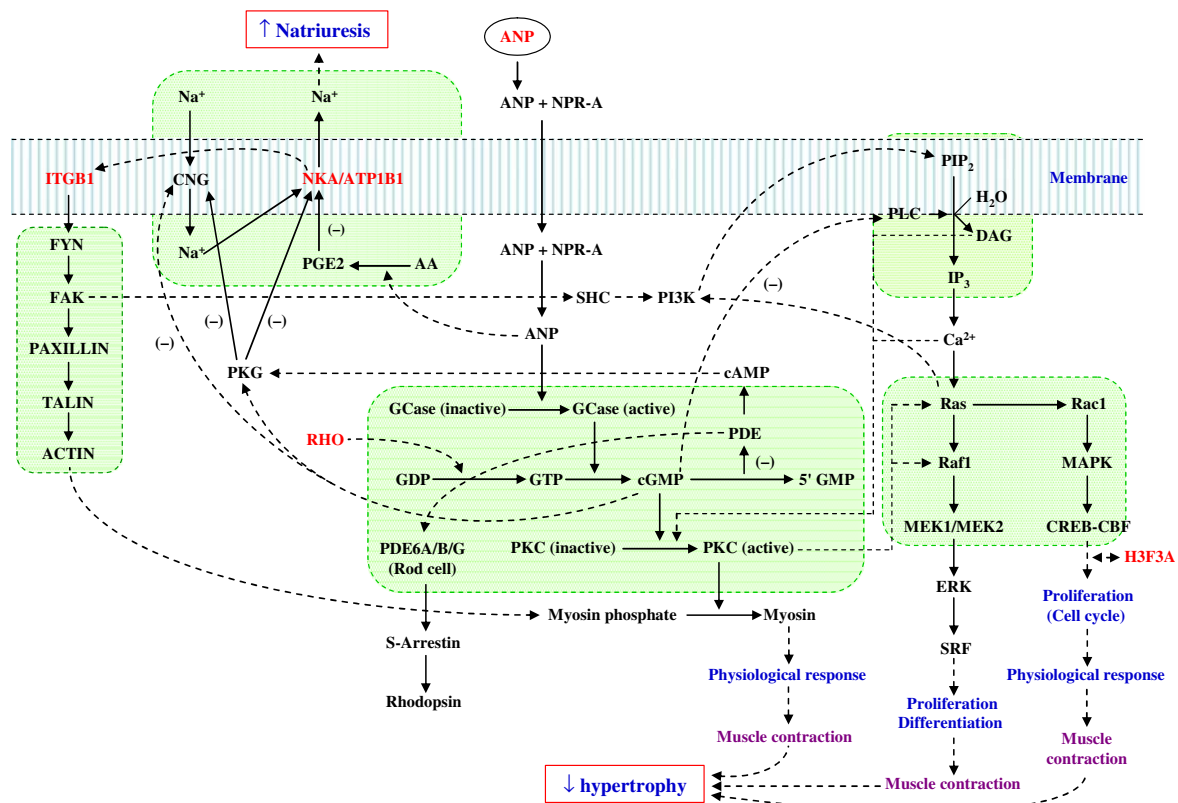 ↑ Natriuresis
ANP
Na⁺
Na⁺
ANP + NPR-A
ITGB1
CNG
NKA/ATP1B1
PIP₂
Membrane
H₂O
PLC
DAG
FYN
Na⁺
(–)
PGE2
AA
ANP + NPR-A
(–)
IP₃
FAK
SHC
PI3K
(–)
(–)
(–)
ANP
Ca²⁺
PAXILLIN
PKG
cAMP
TALIN
GCase (inactive)
GCase (active)
Ras
Rac1
RHO
PDE
ACTIN
(–)
Raf1
MAPK
GDP
GTP
cGMP
5' GMP
MEK1/MEK2
CREB-CBF
PDE6A/B/G
(Rod cell)
PKC (inactive)
PKC (active)
H3F3A
ERK
Proliferation
(Cell cycle)
Myosin phosphate
Myosin
S-Arrestin
SRF
Physiological response
Physiological response
Rhodopsin
Proliferation
Differentiation
Muscle contraction
Muscle
contraction
↓ hypertrophy
Muscle contraction